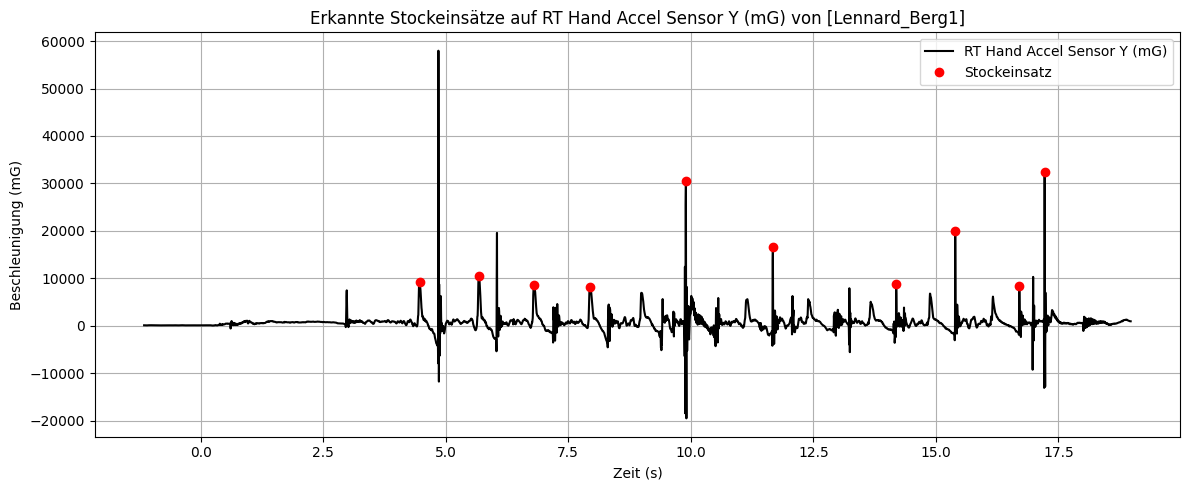 Erkannte Stockeinsätze auf RT Hand Accel Sensor Y (mG) von [Lennard_Berg1]
RT Hand Accel Sensor Y (mG)
Stockeinsatz
Beschleunigung (mG)
60000
50000
40000
30000
20000
10000
0
−10000
−20000
0.0 2.5 5.0 7.5 10.0 12.5 15.0 17.5
Zeit (s)